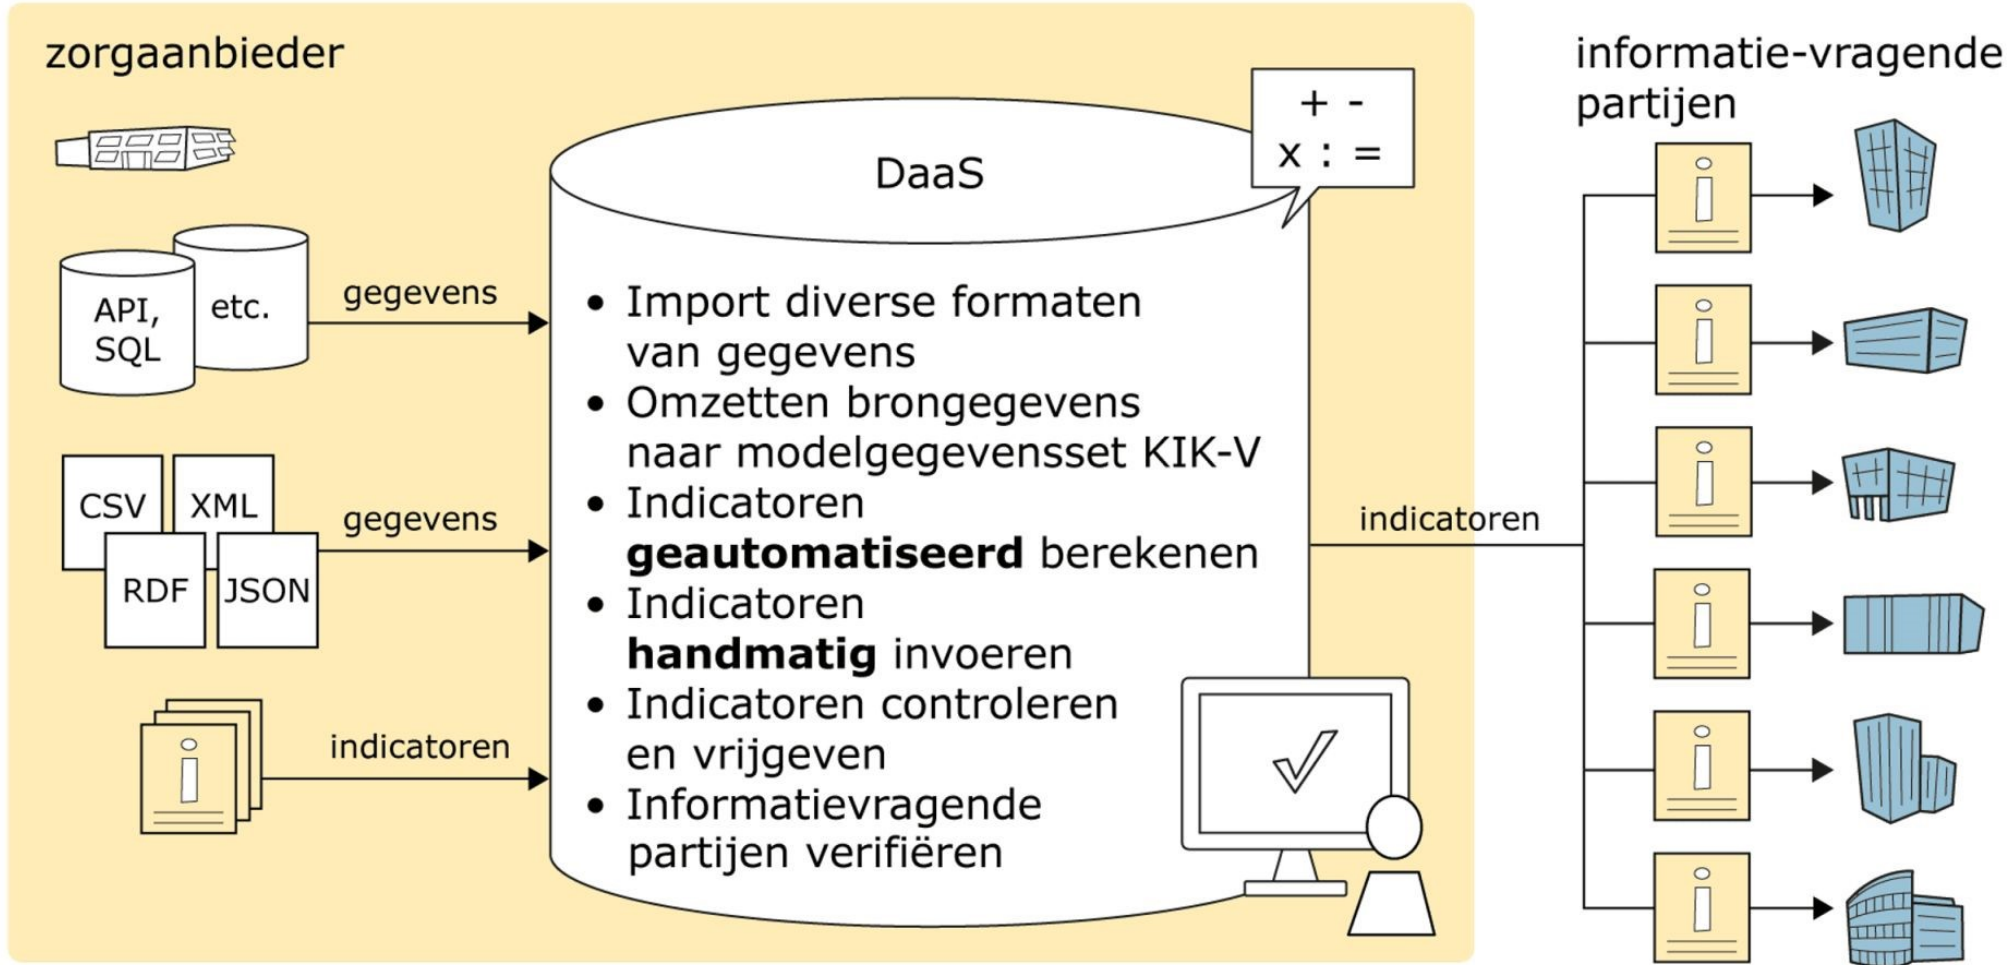 zorgaanbieder
API,
SQL
etc.
gegevens
CSV
XML
RDF
JSON
gegevens
indicatoren
DaaS
+ -
x : =
• Import diverse formaten
van gegevens
• Omzetten brongegevens
naar modelgegevensset KIK-V
• Indicatoren
geautomatiseerd berekenen
• Indicatoren
handmatig invoeren
• Indicatoren controleren
en vrijgeven
• Informatievragende
partijen verifiëren
indicatoren
informatie-vragende
partijen
i
i
i
i
i
i
i